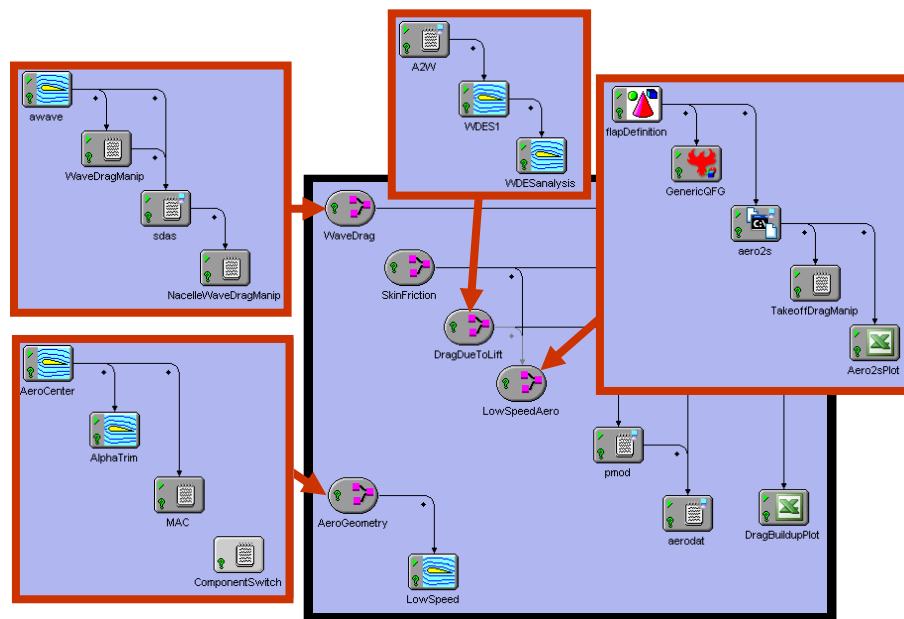 A2W
WDES1
WDESanalysis
awave
WaveDragManip
sdas
NacelleWaveDragManip
flapDefinition
GenericQFG
aero2s
TakeoffDragManip
Aero2sPlot
WaveDrag
SkinFriction
DragDueToLift
LowSpeedAero
AeroCenter
AlphaTrim
MAC
ComponentSwitch
AeroGeometry
LowSpeed
pmod
aerodat
DragBuildupPlot